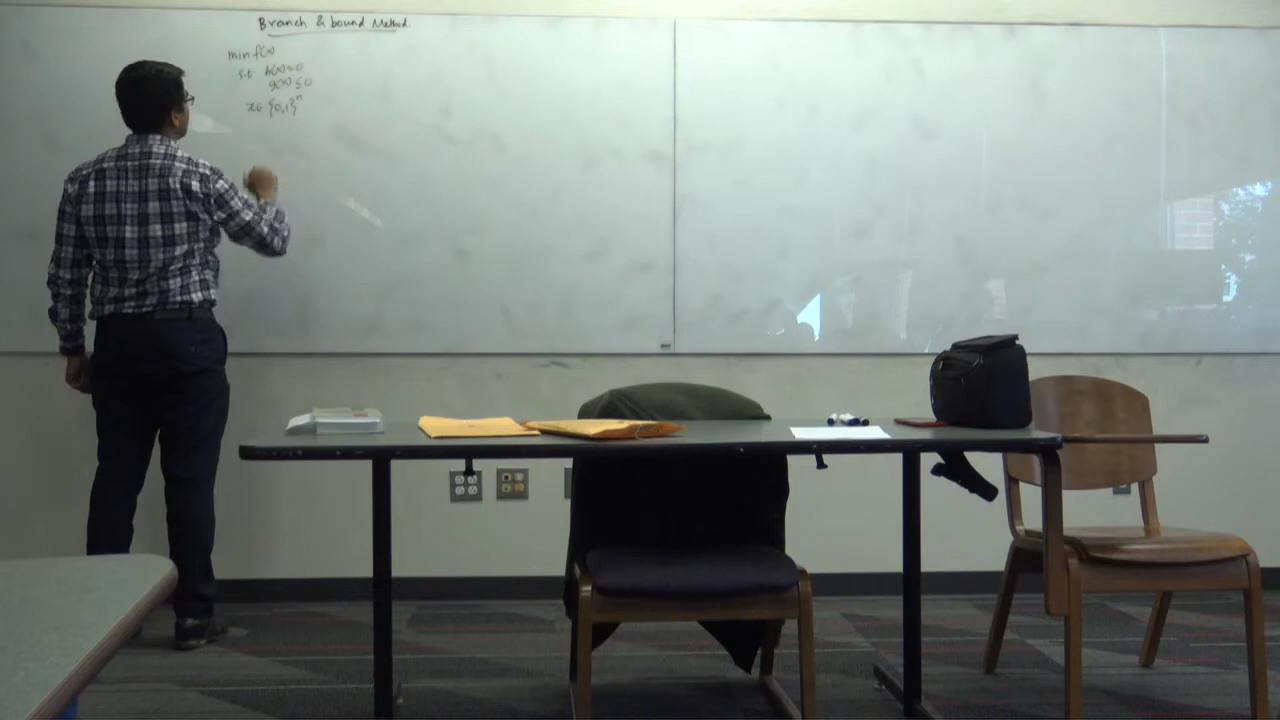 Branch & bound Method
min f(x)
s.t. h(x)=0
g(x) ≤ 0
x ∈ {0,1}ⁿ